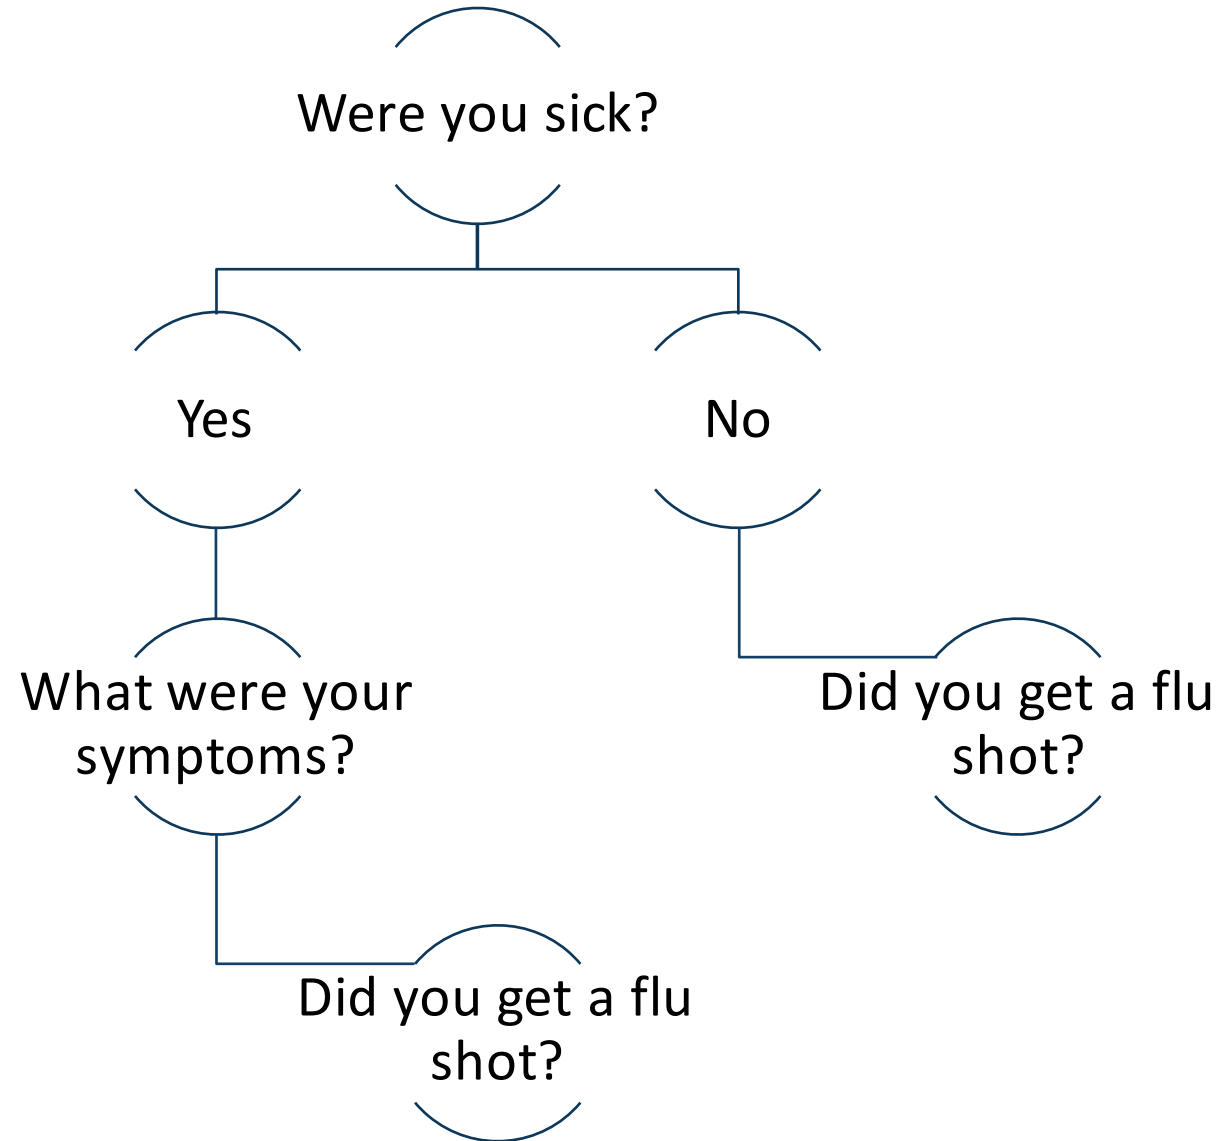 Were you sick?
Yes
No
What were your
symptoms?
Did you get a flu
shot?
Did you get a flu
shot?